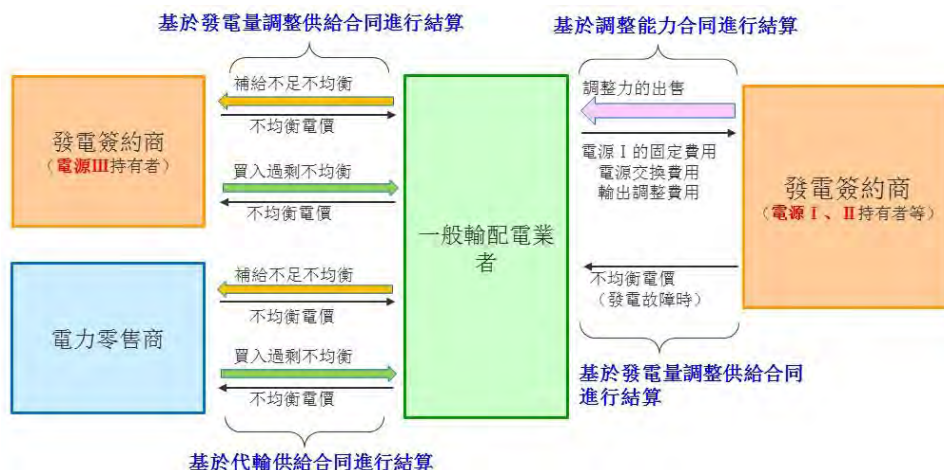 基於發電量調整供給合同進行結算
基於調整能力合同進行結算
補給不足不均衡
不均衡電價
買入過剩不均衡
不均衡電價
發電簽約商
（電源III持有者）
補給不足不均衡
不均衡電價
買入過剩不均衡
不均衡電價
電力零售商
一般輸配電業
者
調整力的出售
電源 I 的固定費用
電源交換費用
輸出調整費用
不均衡電價
（發電故障時）
發電簽約商
（電源 I 、 II 持有者等）
基於發電量調整供給合同
進行結算
基於代輸供給合同進行結算